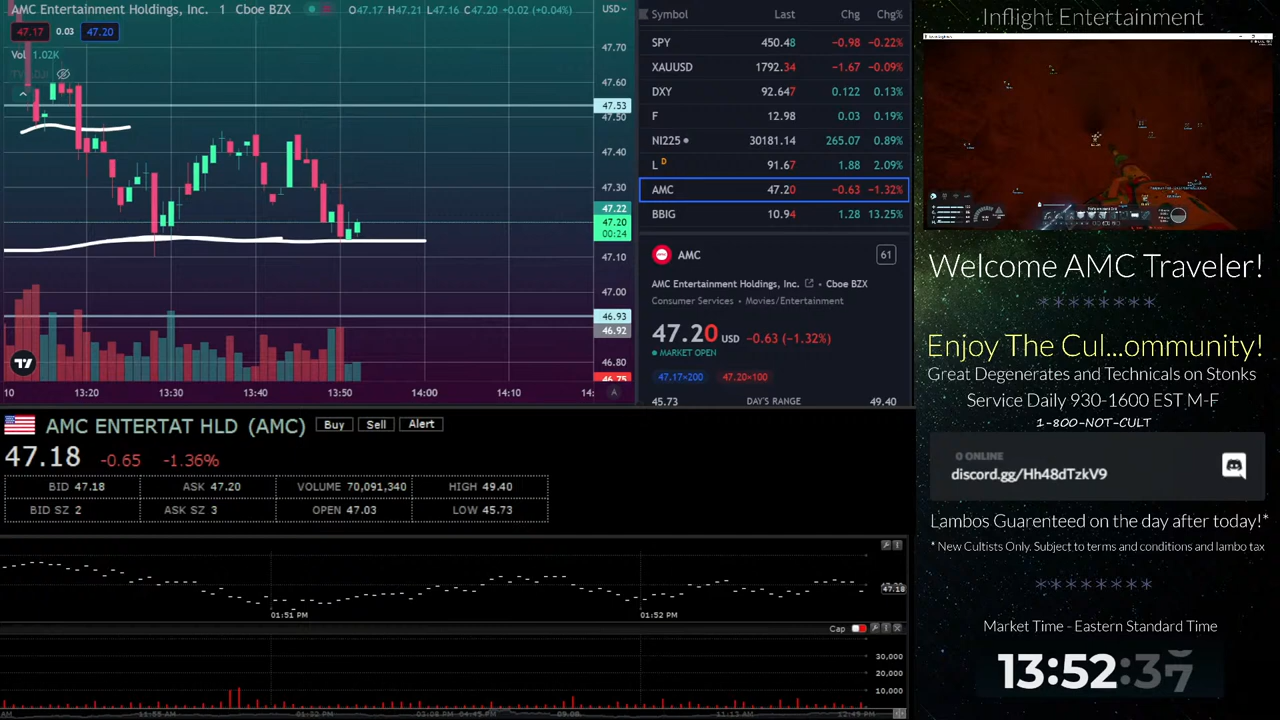 AMC Entertainment Holdings, Inc. 1 Cboe BZX O47.17 H47.21 L47.16 C47.20 +0.02 (+0.04%) USD
47.17 0.03 47.20
Vol 1.02K
47.70
47.60
47.53
47.50
47.40
47.30
47.22
47.20
00:24
47.10
47.00
46.93
46.92
46.80
46.75
10 13:20 13:30 13:40 13:50 14:00 14:10 14: A
Symbol Last Chg Chg%
SPY 450.48 −0.98 −0.22%
XAUUSD 1792.34 −1.67 −0.09%
DXY 92.647 0.122 0.13%
F 12.98 0.03 0.19%
NI225 30181.14 265.07 0.89%
L D 91.67 1.88 2.09%
AMC 47.20 −0.63 −1.32%
BBIG 10.94 1.28 13.25%
AMC 61
AMC Entertainment Holdings, Inc. • Cboe BZX
Consumer Services • Movies/Entertainment
47.20 USD −0.63 (−1.32%)
MARKET OPEN
47.17×200 47.20×100
45.73 DAY'S RANGE 49.40
AMC ENTERTAT HLD (AMC) Buy Sell Alert
47.18 -0.65 -1.36%
BID 47.18 ASK 47.20 VOLUME 70,091,340 HIGH 49.40
BID SZ 2 ASK SZ 3 OPEN 47.03 LOW 45.73
47.18
01:51 PM 01:52 PM
Cap
30,000
20,000
10,000
Inflight Entertainment
Welcome AMC Traveler!
********
Enjoy The Cul...ommunity!
Great Degenerates and Technicals on Stonks
Service Daily 930-1600 EST M-F
1-800-NOT-CULT
0 ONLINE
discord.gg/Hh48dTzkV9
Lambos Guarenteed on the day after today!*
* New Cultists Only. Subject to terms and conditions and lambo tax
********
Market Time - Eastern Standard Time
13:52:37